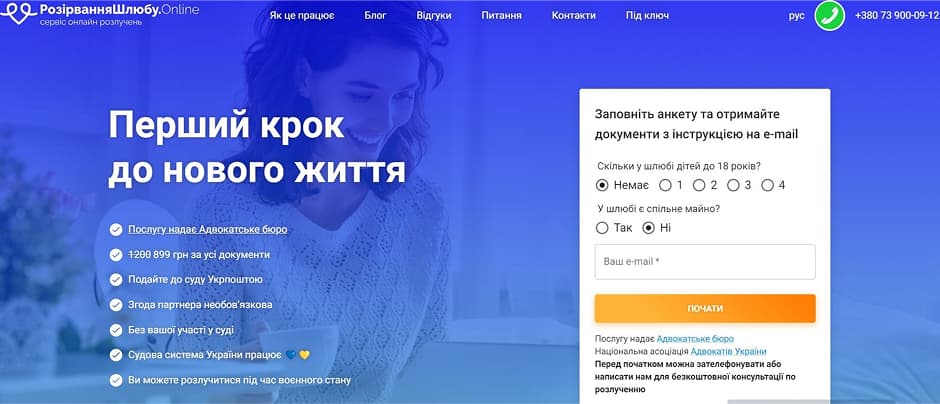 РозірванняШлюбу.Online
сервіс онлайн розлучень
Як це працює
Блог
Відгуки
Питання
Контакти
Під ключ
рус
+380 73 900-09-12
Перший крок
до нового життя
Послугу надає Адвокатське бюро
1200 899 грн за усі документи
Подайте до суду Укрпоштою
Згода партнера необов'язкова
Без вашої участі у суді
Судова система України працює 💙 💛
Ви можете розлучитися під час воєнного стану
Заповніть анкету та отримайте
документи з інструкцією на e-mail
Скільки у шлюбі дітей до 18 років?
Немає 1 2 3 4
У шлюбі є спільне майно?
Так Ні
Ваш e-mail *
ПОЧАТИ
Послугу надає Адвокатське бюро
Національна асоціація Адвокатів України
Перед початком можна зателефонувати або
написати нам для безкоштовної консультації по
розлученню